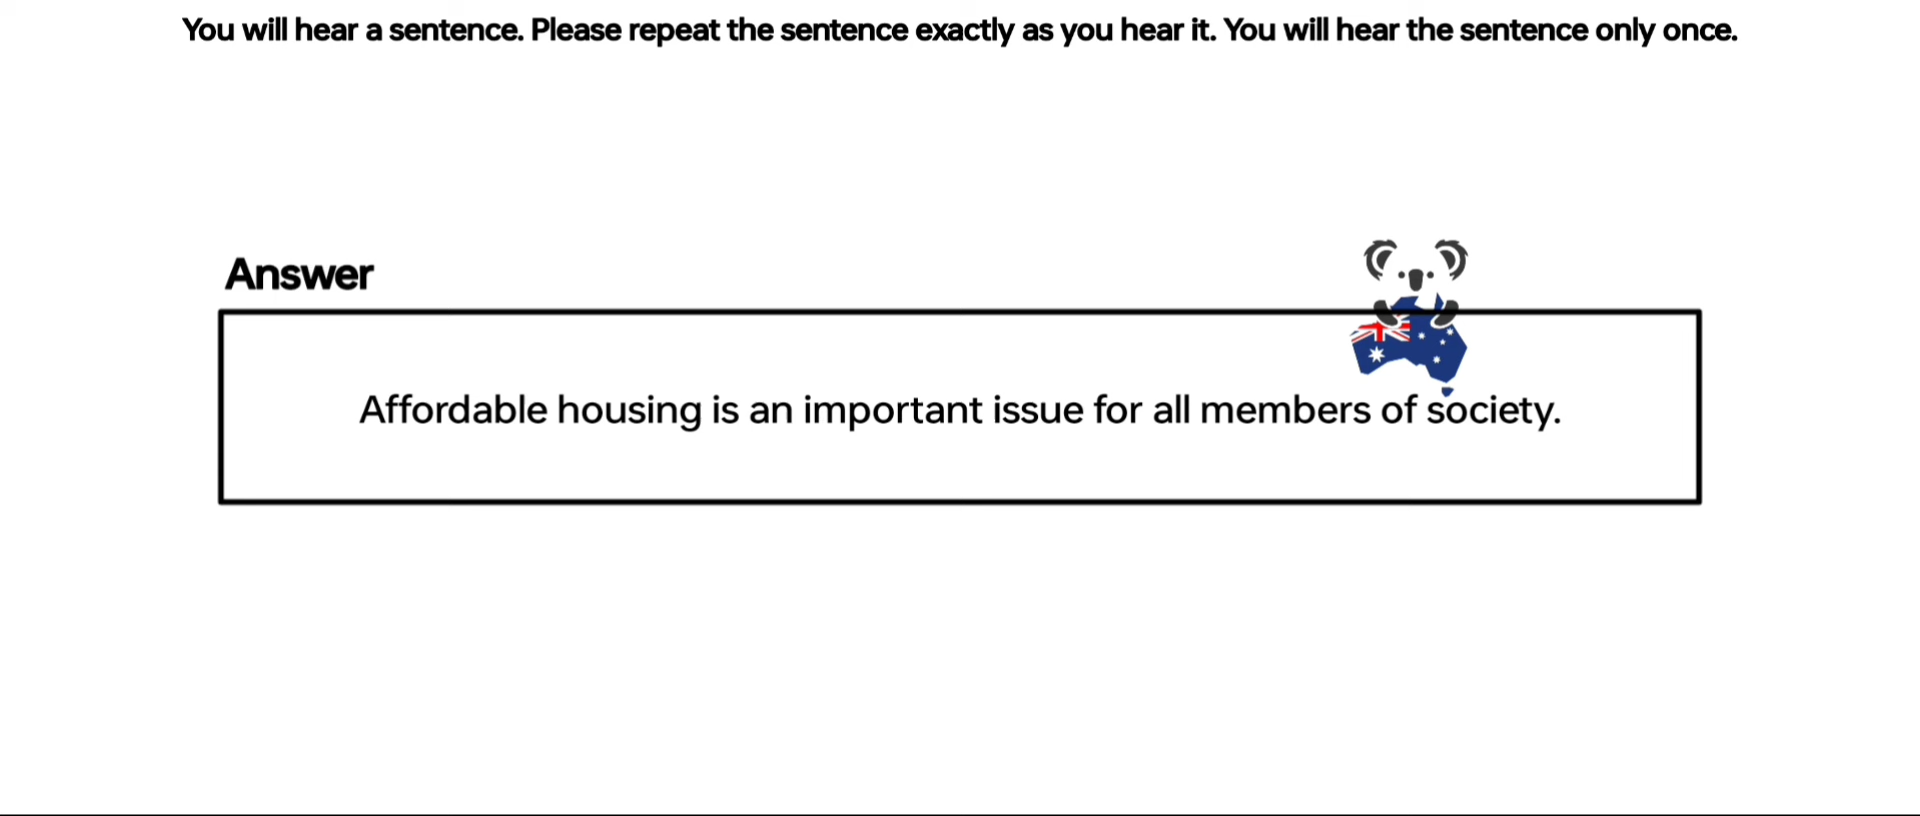 You will hear a sentence. Please repeat the sentence exactly as you hear it. You will hear the sentence only once.
Answer
Affordable housing is an important issue for all members of society.